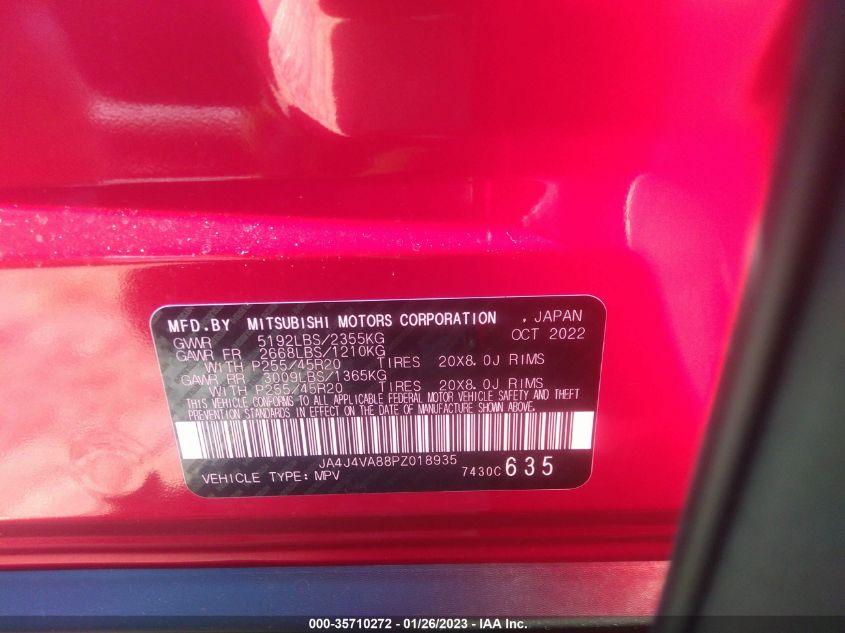 MFD.BY MITSUBISHI MOTORS CORPORATION , JAPAN
GVWR 5192LBS/2355KG OCT 2022
GAWR FR 2668LBS/1210KG
WITH P255/45R20 TIRES 20X8.0J RIMS
GAWR RR 3009LBS/1365KG
WITH P255/45R20 TIRES 20X8.0J RIMS
THIS VEHICLE CONFORMS TO ALL APPLICABLE FEDERAL MOTOR VEHICLE SAFETY AND THEFT
PREVENTION STANDARDS IN EFFECT ON THE DATE OF MANUFACTURE SHOWN ABOVE.
JA4J4VA88PZ018935
VEHICLE TYPE: MPV 7430C 635
000-35710272 - 01/26/2023 - IAA Inc.